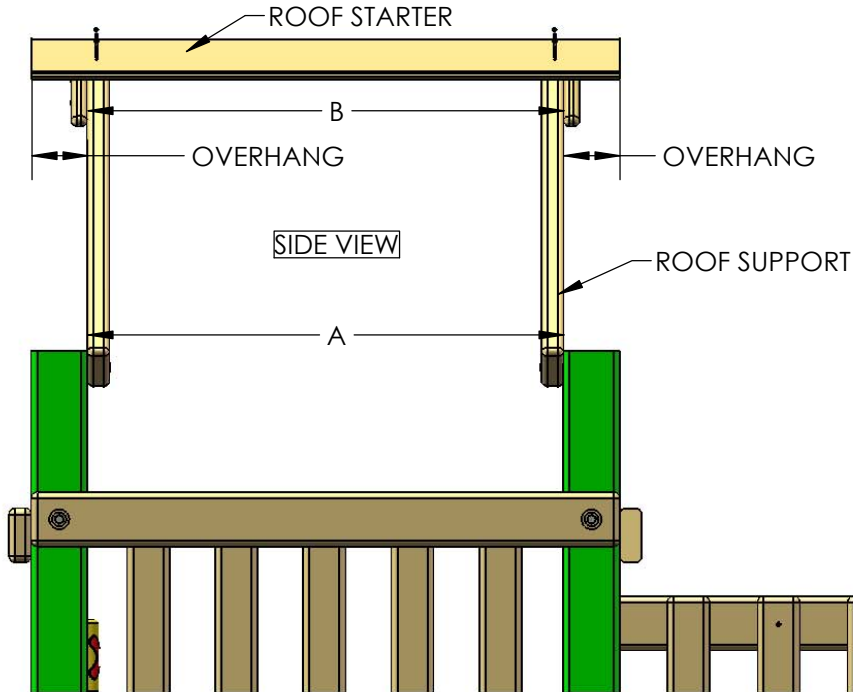 ROOF STARTER
B
OVERHANG
OVERHANG
SIDE VIEW
ROOF SUPPORT
A